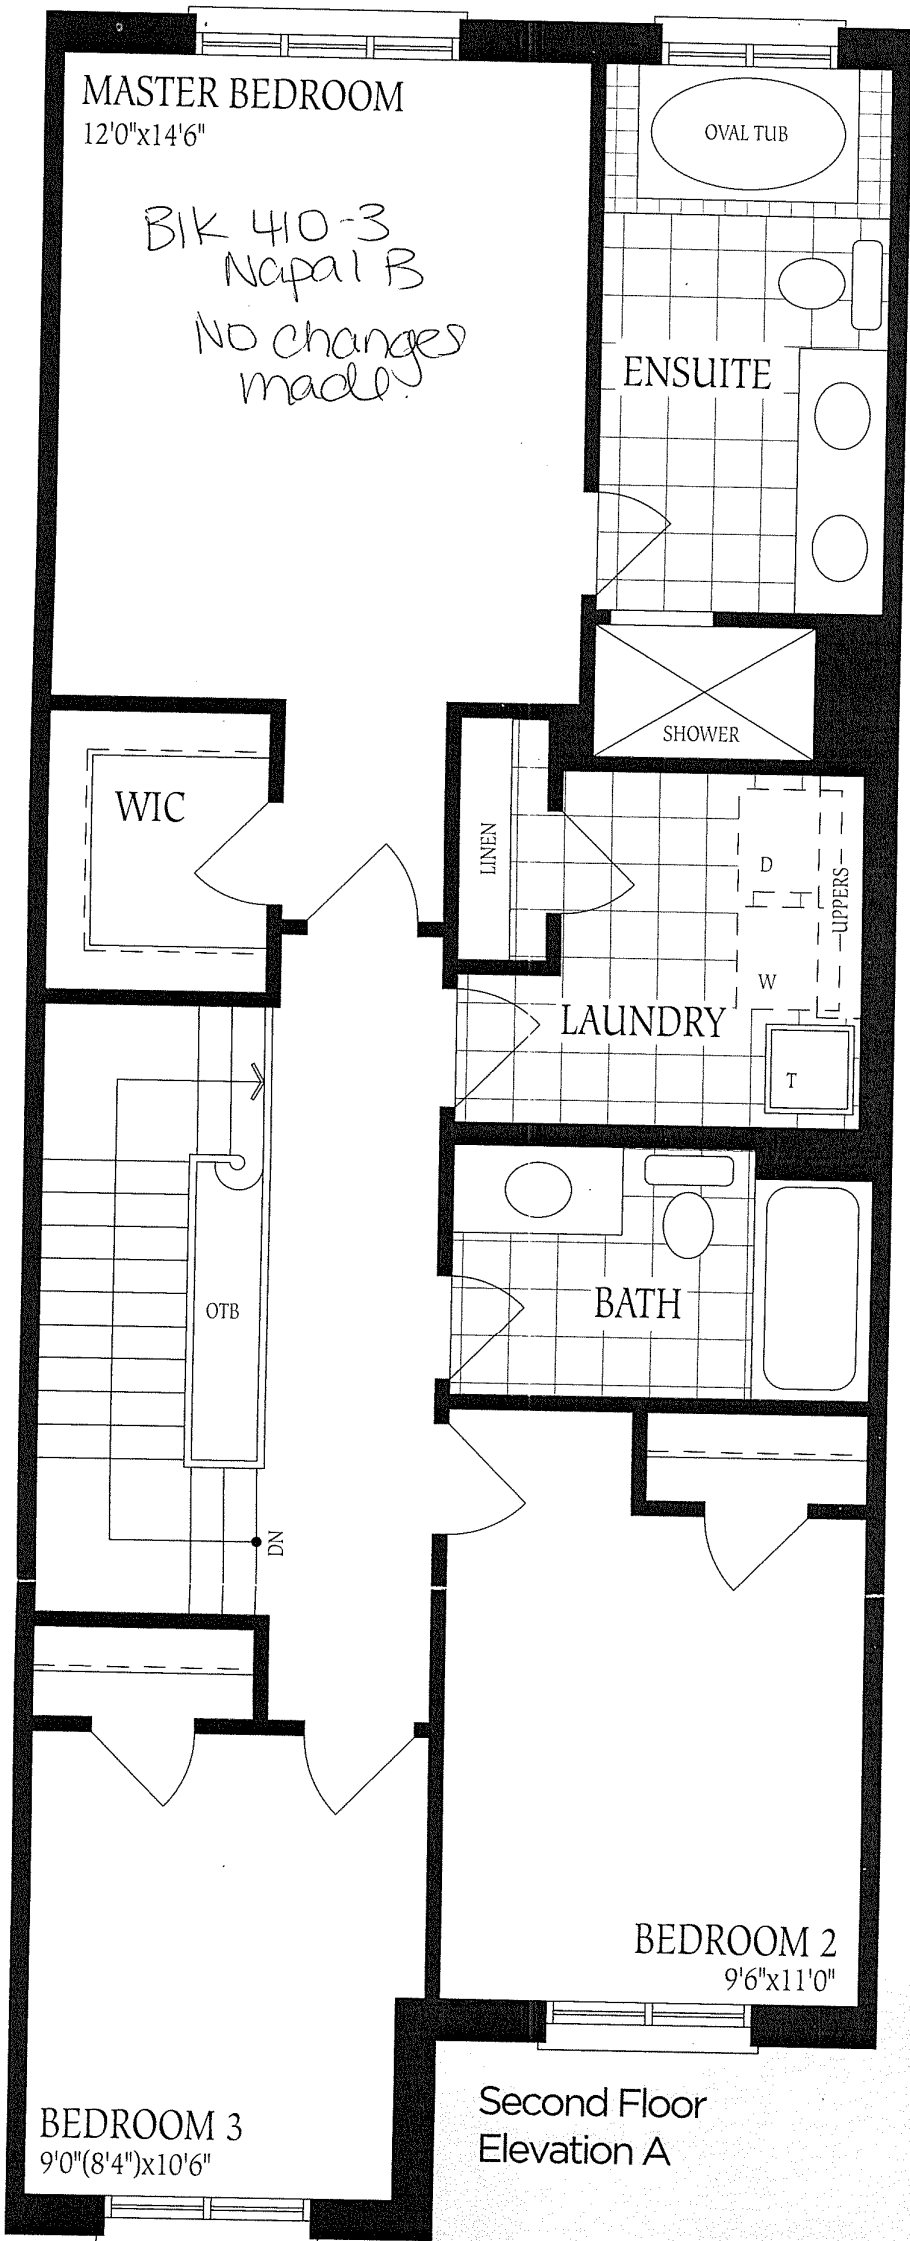 MASTER BEDROOM
12'0"x14'6"
Blk 410-3
Napal B
No changes
made.
OVAL TUB
ENSUITE
SHOWER
WIC
LINEN
D
UPPERS
W
LAUNDRY
T
OTB
BATH
DN
BEDROOM 2
9'6"x11'0"
BEDROOM 3
9'0"(8'4")x10'6"
Second Floor
Elevation A